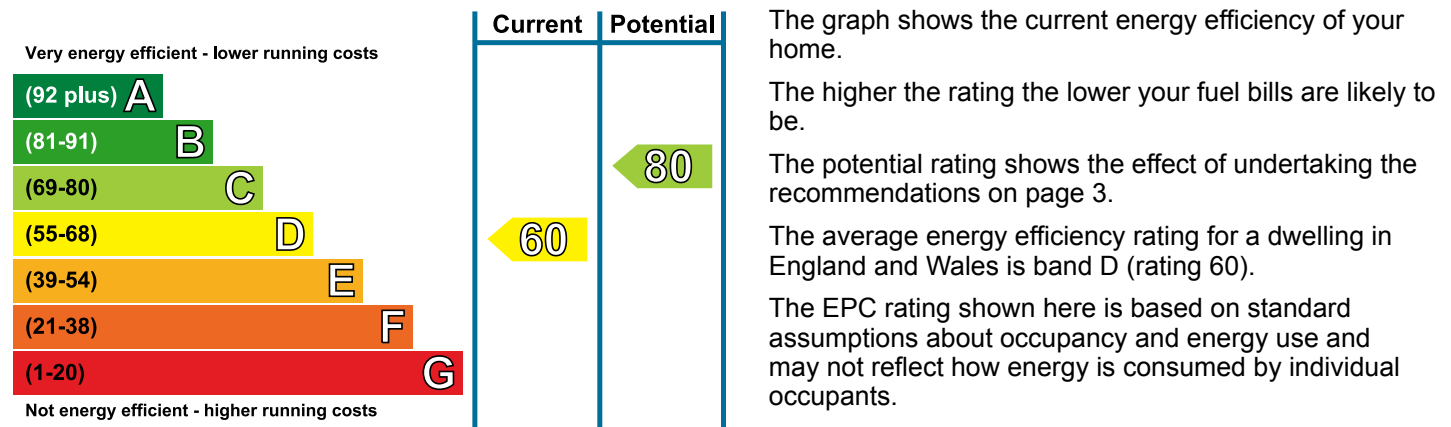 Current Potential
Very energy efficient - lower running costs
(92 plus) A
(81-91) B
80
(69-80) C
(55-68) D
60
(39-54) E
(21-38) F
(1-20) G
Not energy efficient - higher running costs
The graph shows the current energy efficiency of your
home.
The higher the rating the lower your fuel bills are likely to
be.
The potential rating shows the effect of undertaking the
recommendations on page 3.
The average energy efficiency rating for a dwelling in
England and Wales is band D (rating 60).
The EPC rating shown here is based on standard
assumptions about occupancy and energy use and
may not reflect how energy is consumed by individual
occupants.